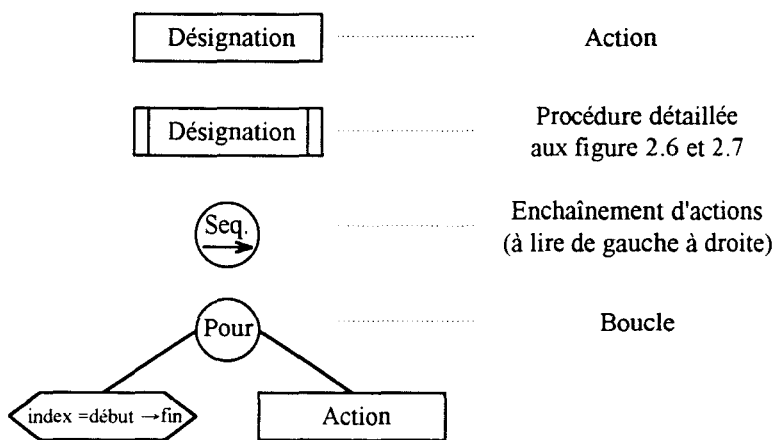 Désignation Action
Désignation Procédure détaillée
aux figure 2.6 et 2.7
Seq. Enchaînement d'actions
(à lire de gauche à droite)
Pour Boucle
index =début →fin Action